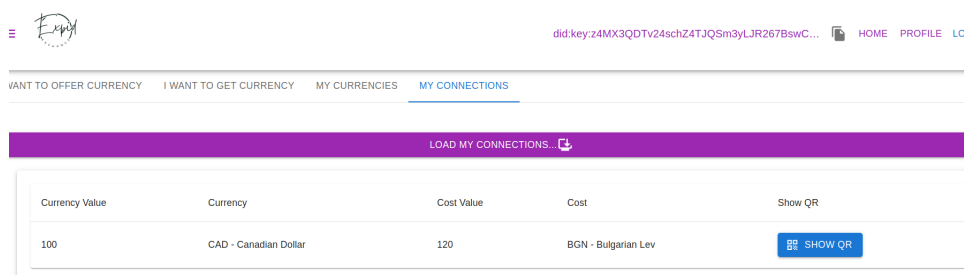 Expid
did:key:z4MX3QDTv24schZ4TJQSm3yLJR267BswC... HOME PROFILE LO
WANT TO OFFER CURRENCY I WANT TO GET CURRENCY MY CURRENCIES MY CONNECTIONS
LOAD MY CONNECTIONS...
Currency Value Currency Cost Value Cost Show QR
100 CAD - Canadian Dollar 120 BGN - Bulgarian Lev SHOW QR